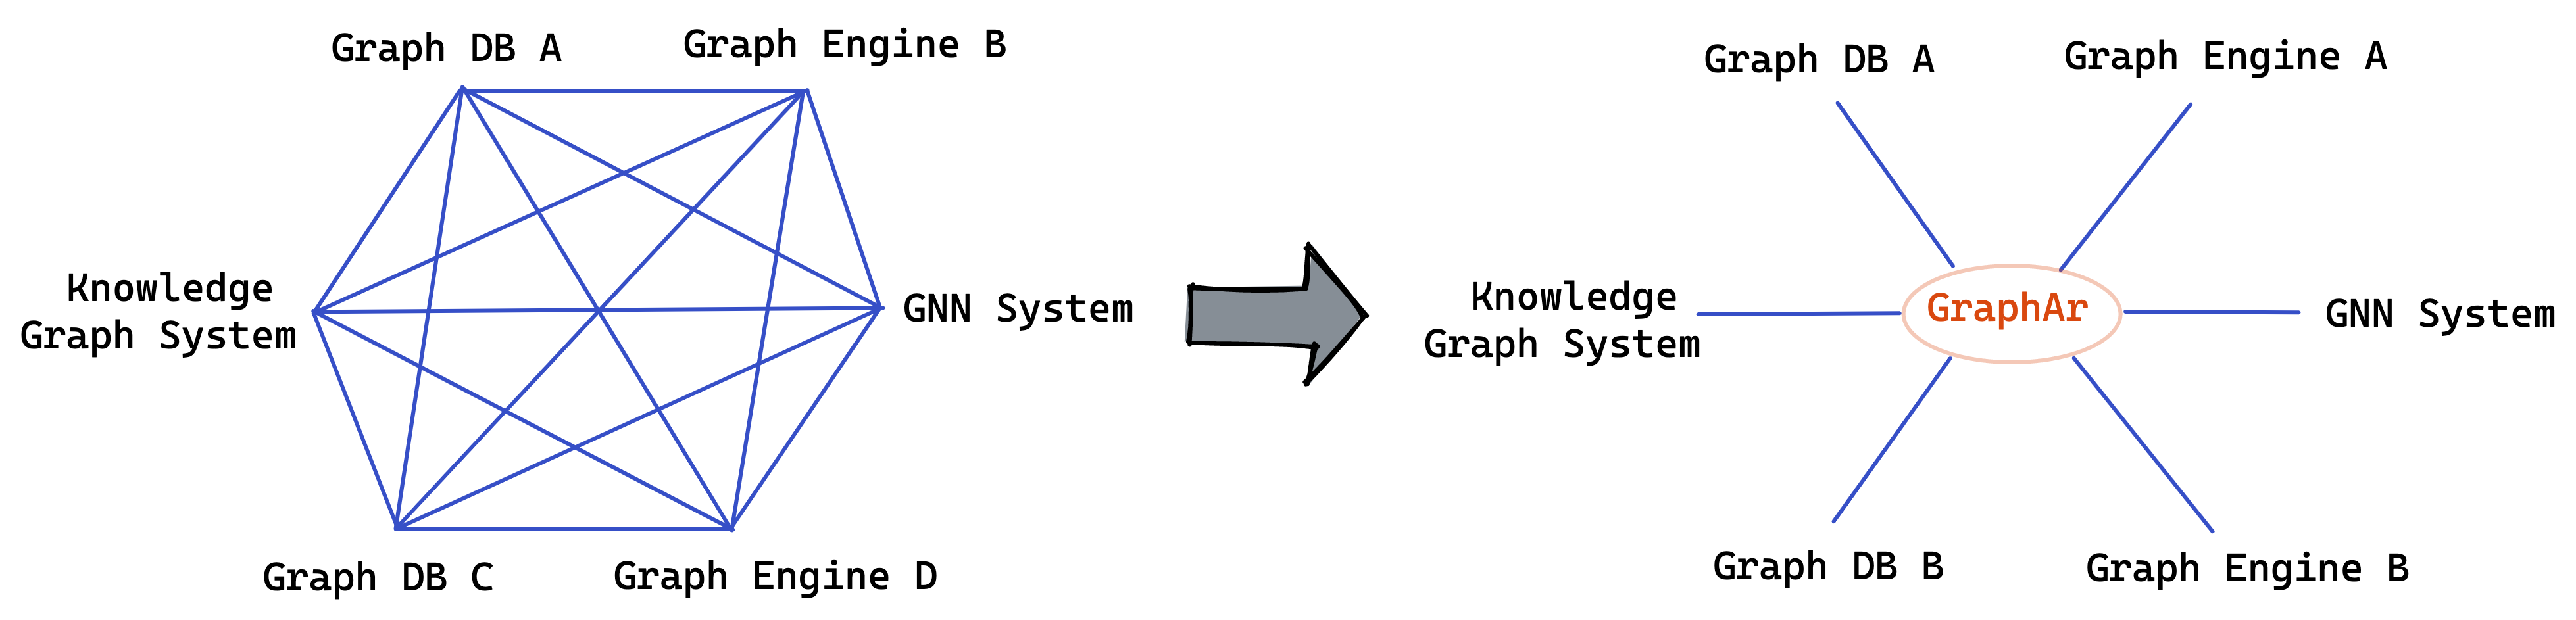 Graph DB A
Graph Engine B
Knowledge
Graph System
GNN System
Graph DB C
Graph Engine D
Graph DB A
Graph Engine A
Knowledge
Graph System
GraphAr
GNN System
Graph DB B
Graph Engine B